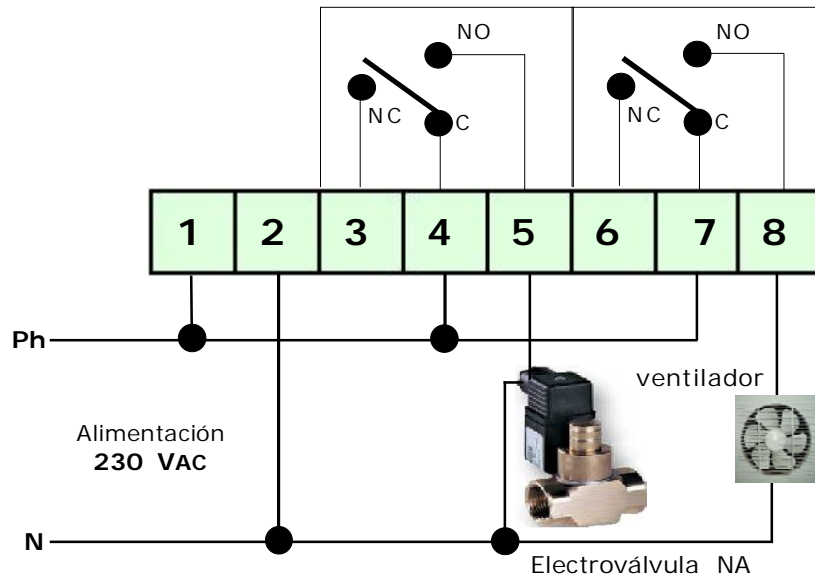 NO
NO
NC
C
NC
C
1 2 3 4 5 6 7 8
Ph
ventilador
Alimentación
230 VAC
N
Electroválvula NA